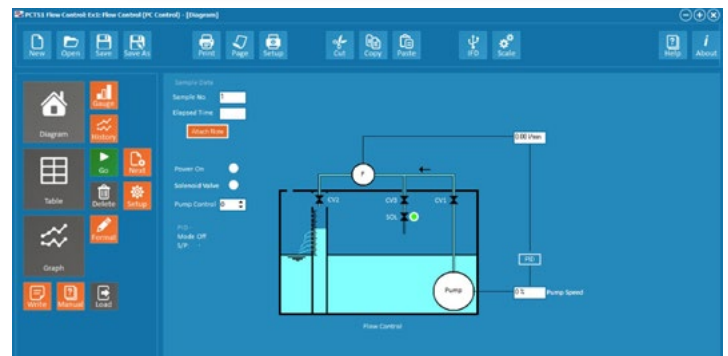 PCT51 Flow Control: Ex1: Flow Control (PC Control) - [Diagram]
New Open Save Save As Print Page Setup Cut Copy Paste IFD Scale Help About
Diagram
Gauge
History
Go
Next
Table
Delete
Setup
Format
Graph
Write
Manual
Load
Sample Data
Sample No. 1
Elapsed Time
Attach Now
Power On
Solenoid Valve
Pump Control 0
PID
Mode Off
S/P -
0.00 l/min
F
CV2
CV3
CV1
SOL
PID
Pump
0 %
Pump Speed
Flow Control